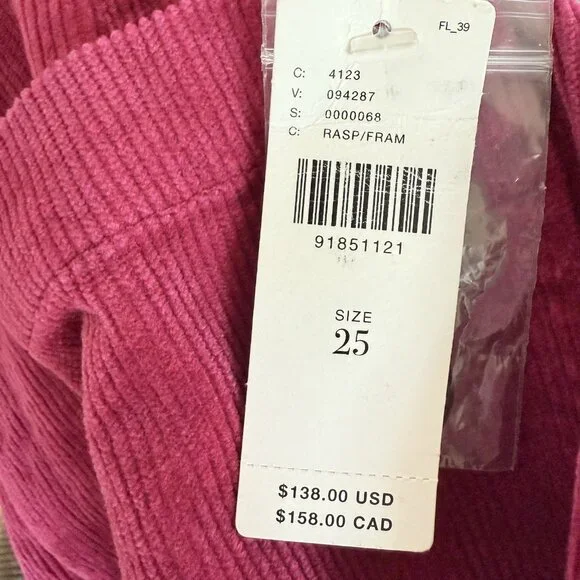 FL_39
C: 4123
V: 094287
S: 0000068
C: RASP/FRAM
91851121
SIZE
25
$138.00 USD
$158.00 CAD